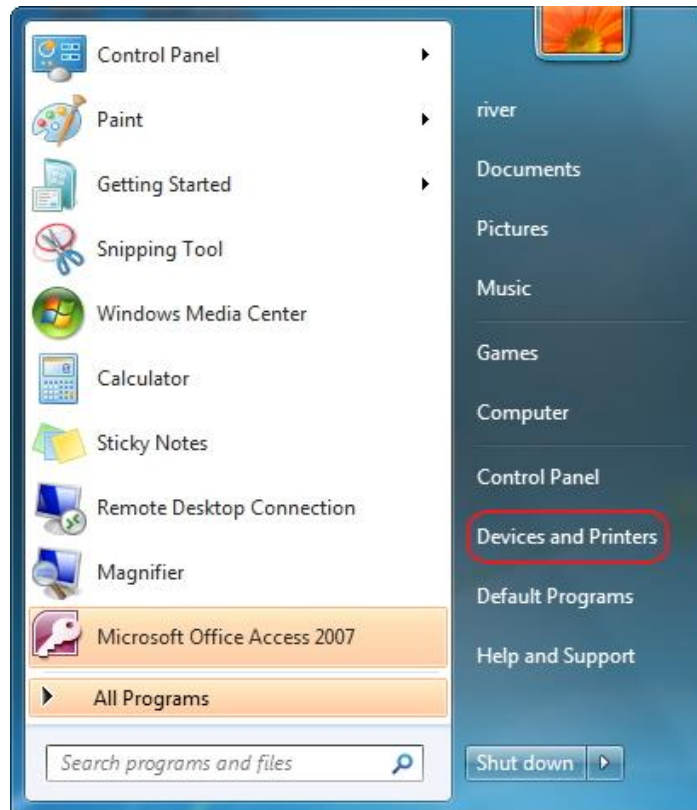 Control Panel
Paint
Getting Started
Snipping Tool
Windows Media Center
Calculator
Sticky Notes
Remote Desktop Connection
Magnifier
Microsoft Office Access 2007
All Programs
Search programs and files
river
Documents
Pictures
Music
Games
Computer
Control Panel
Devices and Printers
Default Programs
Help and Support
Shut down